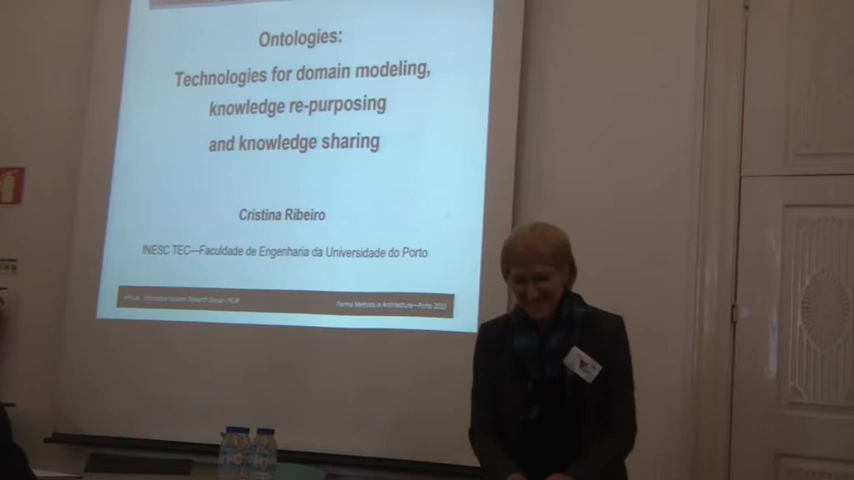 Ontologies:
Technologies for domain modeling,
knowledge re-purposing
and knowledge sharing
Cristina Ribeiro
INESC TEC—Faculdade de Engenharia da Universidade do Porto
Formal Methods in Architecture—Porto